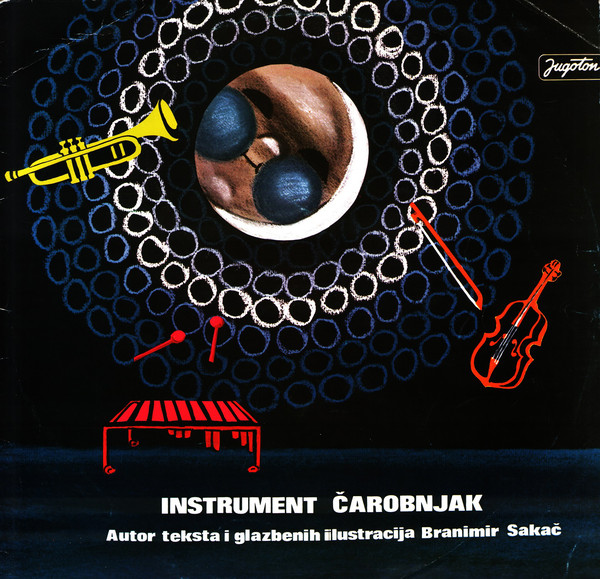 Jugoton
INSTRUMENT ČAROBNJAK
Autor teksta i glazbenih ilustracija Branimir Sakač